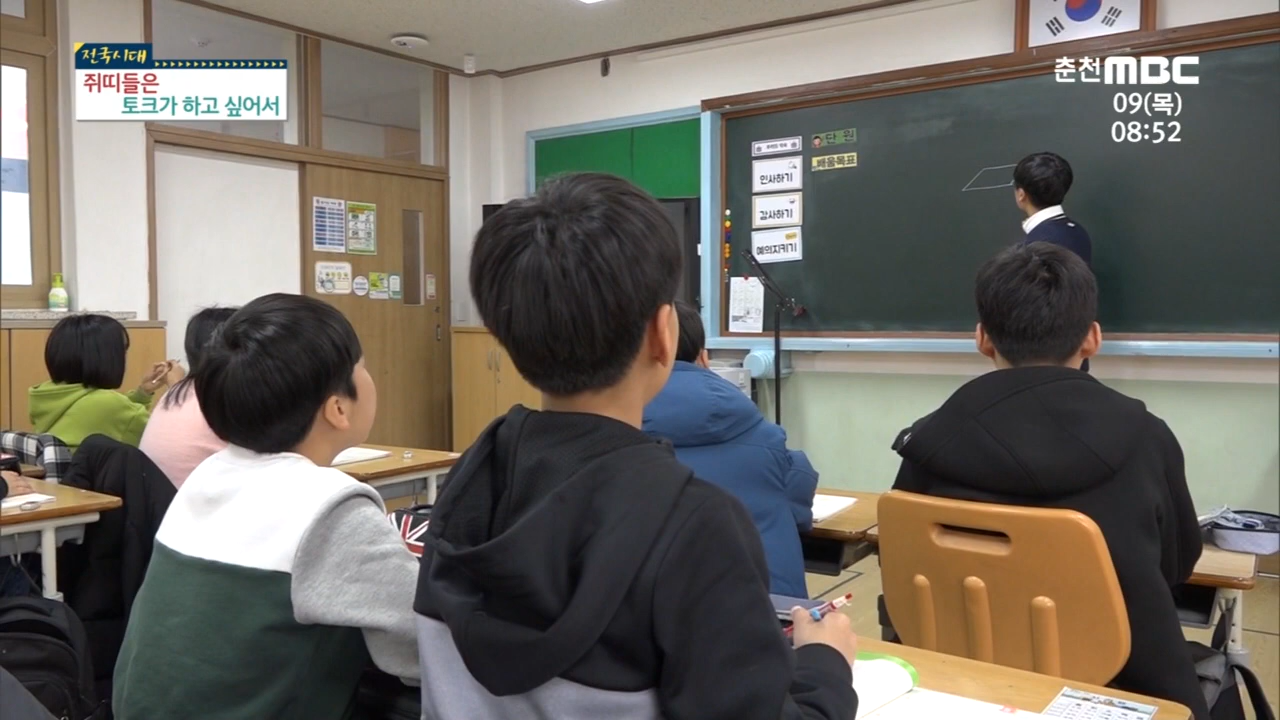 전국시대
쥐띠들은
토크가 하고 싶어서
춘천MBC
09(목)
08:52
단원
배움목표
인사하기
감사하기
예의지키기